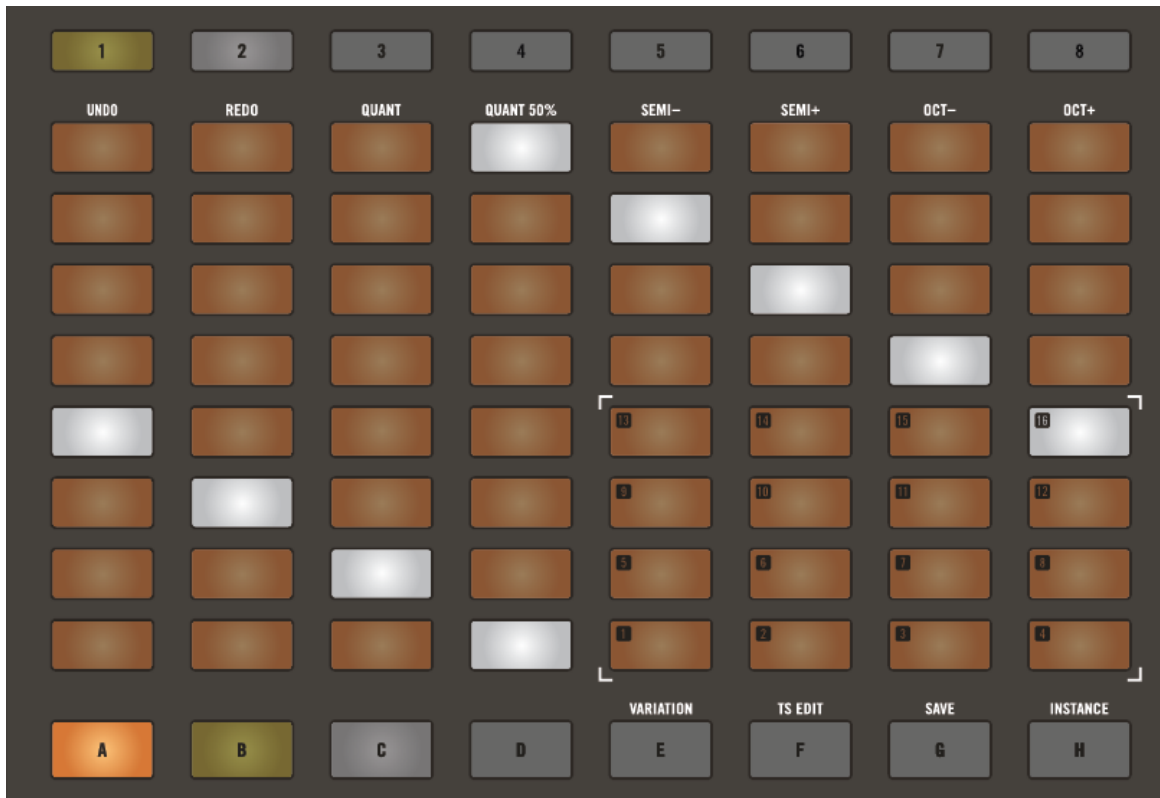 1 2 3 4 5 6 7 8
UNDO REDO QUANT QUANT 50% SEMI− SEMI+ OCT− OCT+
13 14 15 16
9 10 11 12
5 6 7 8
1 2 3 4
VARIATION TS EDIT SAVE INSTANCE
A B C D E F G H